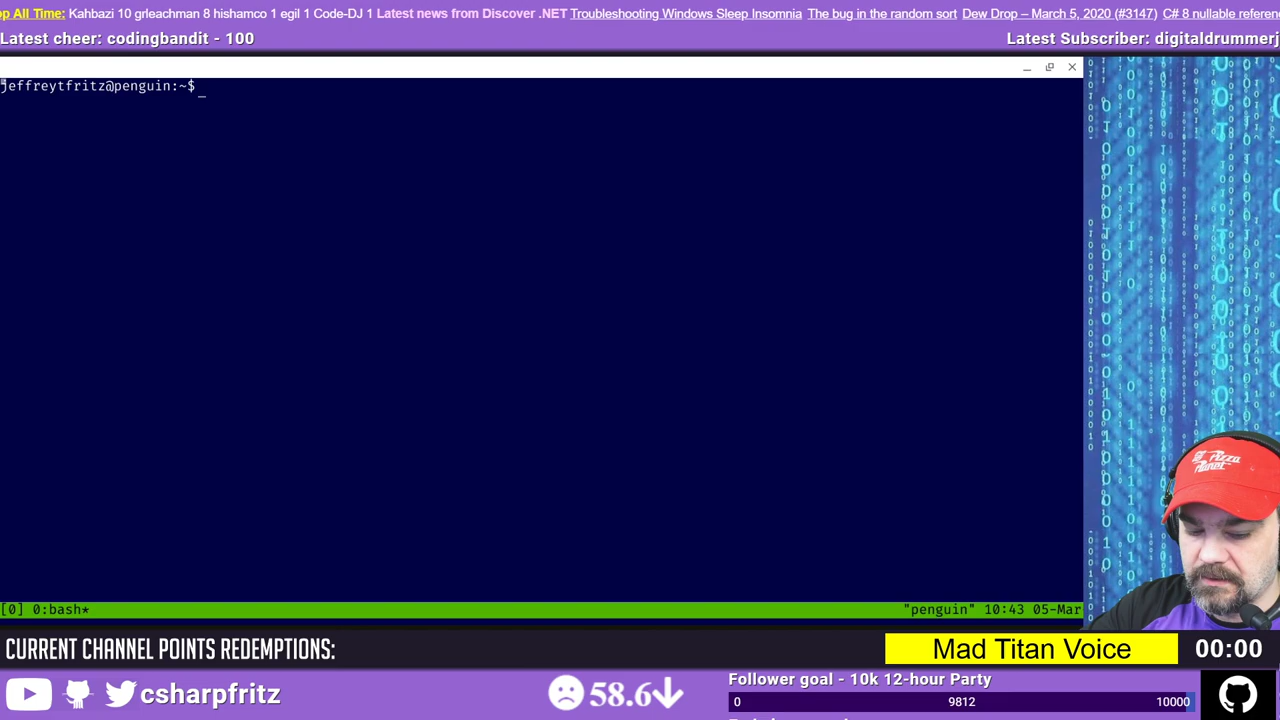 op All Time: Kahbazi 10 grleachman 8 hishamco 1 egil 1 Code-DJ 1 Latest news from Discover .NET Troubleshooting Windows Sleep Insomnia The bug in the random sort Dew Drop – March 5, 2020 (#3147) C# 8 nullable referen
Latest cheer: codingbandit - 100 Latest Subscriber: digitaldrummerj
jeffreytfritz@penguin:~$
Pizza
Planet
[0] 0:bash* "penguin" 10:43 05-Mar
CURRENT CHANNEL POINTS REDEMPTIONS: Mad Titan Voice 00:00
csharpfritz 58.6
Follower goal - 10k 12-hour Party
0 9812 10000